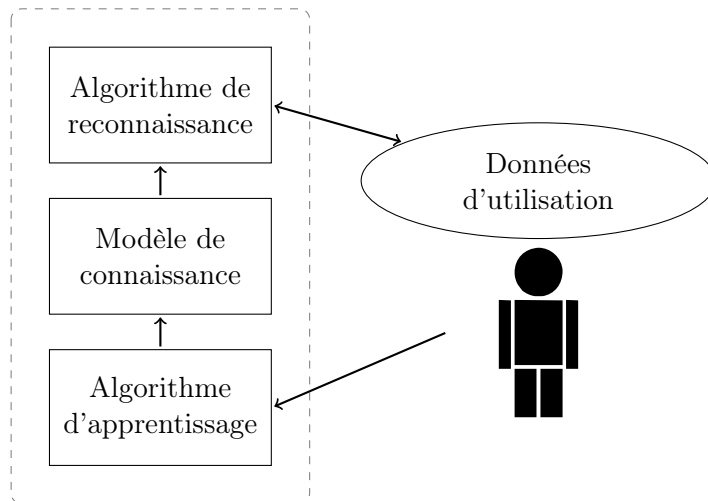 Algorithme de
reconnaissance
Données
d'utilisation
Modèle de
connaissance
Algorithme
d'apprentissage